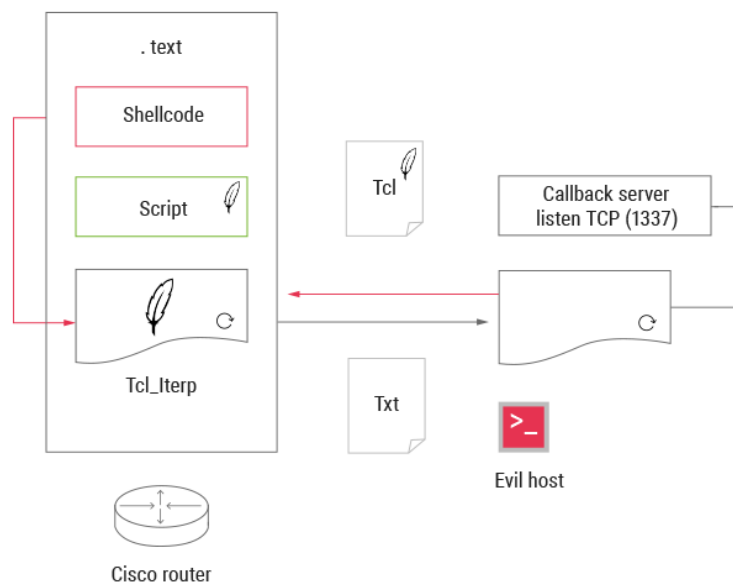 . text
Shellcode
Script
Tcl_Iterp
Cisco router
Tcl
Txt
Callback server
listen TCP (1337)
>_
Evil host